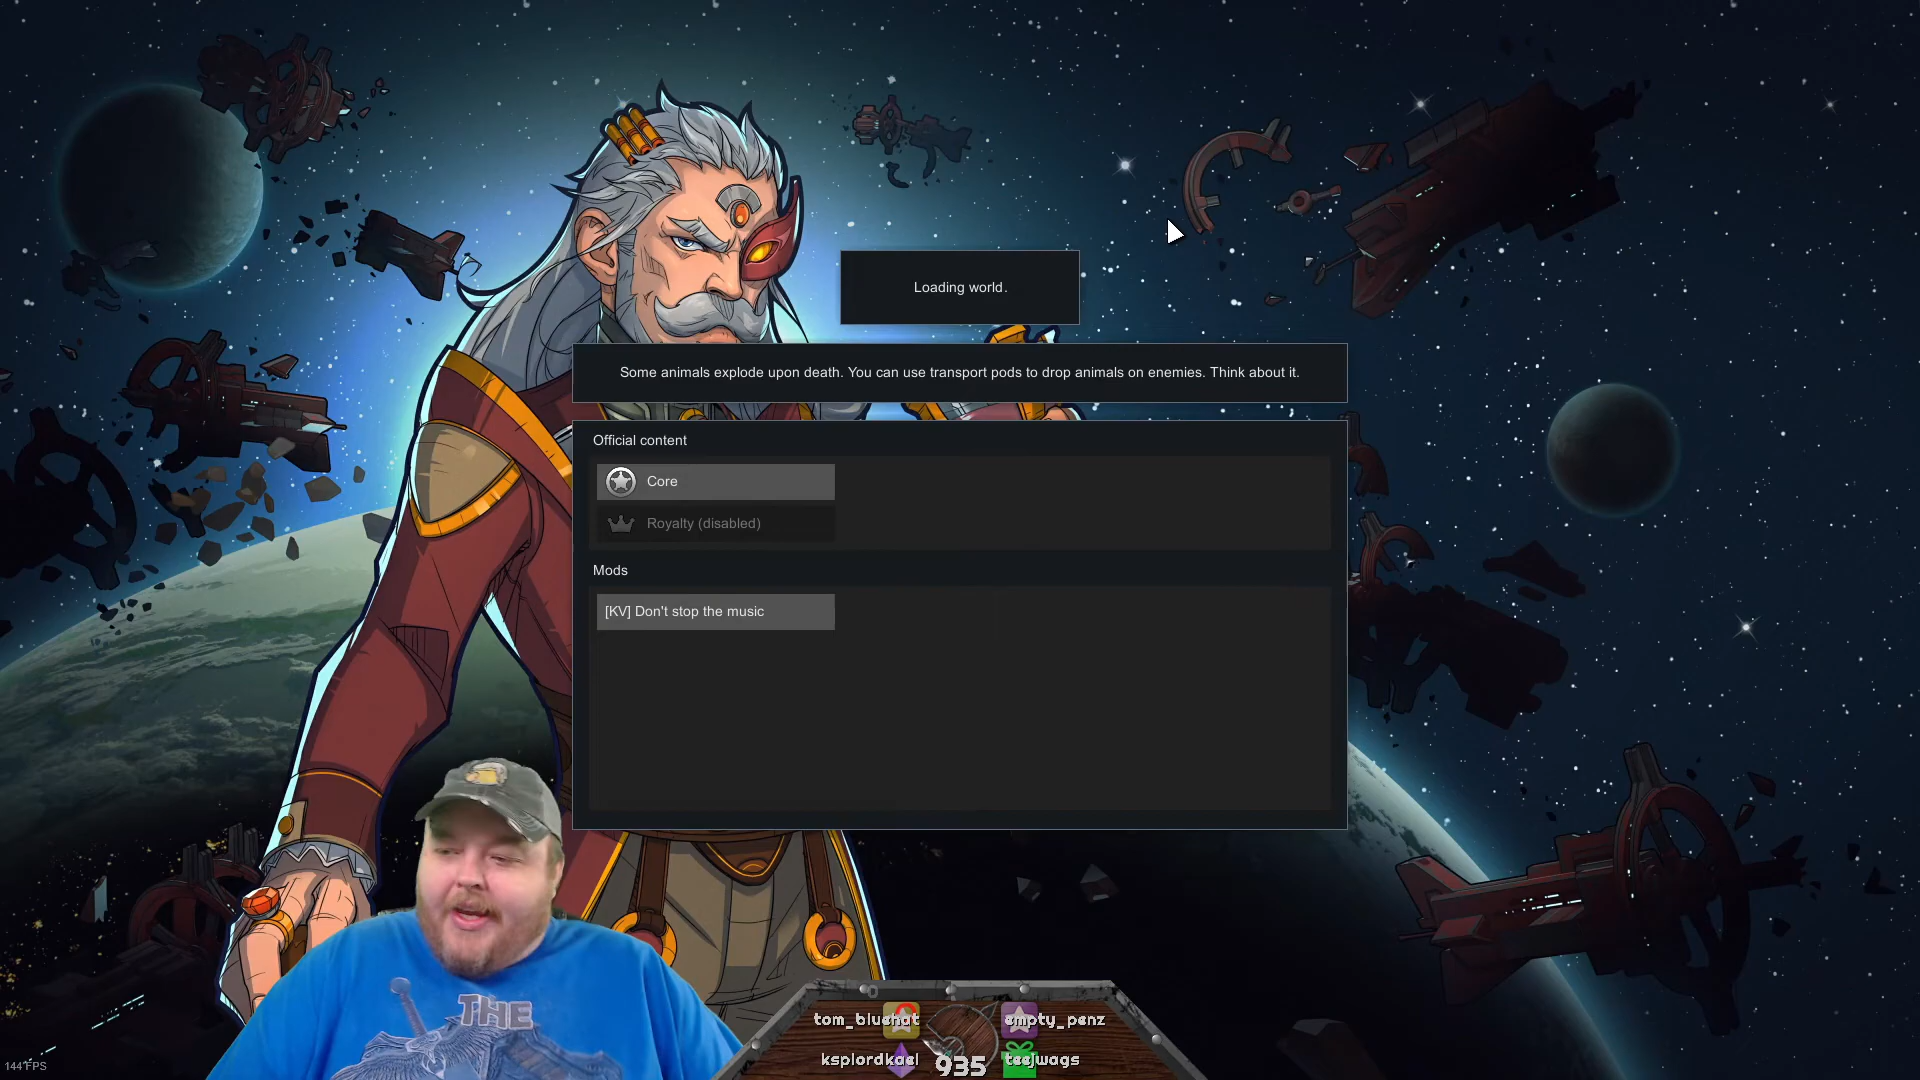 Loading world.
Some animals explode upon death. You can use transport pods to drop animals on enemies. Think about it.
Official content
Core
Royalty (disabled)
Mods
[KV] Don't stop the music
THE
tom_bluehat
empty_penz
ksplordkael
935
teejwags
144 FPS